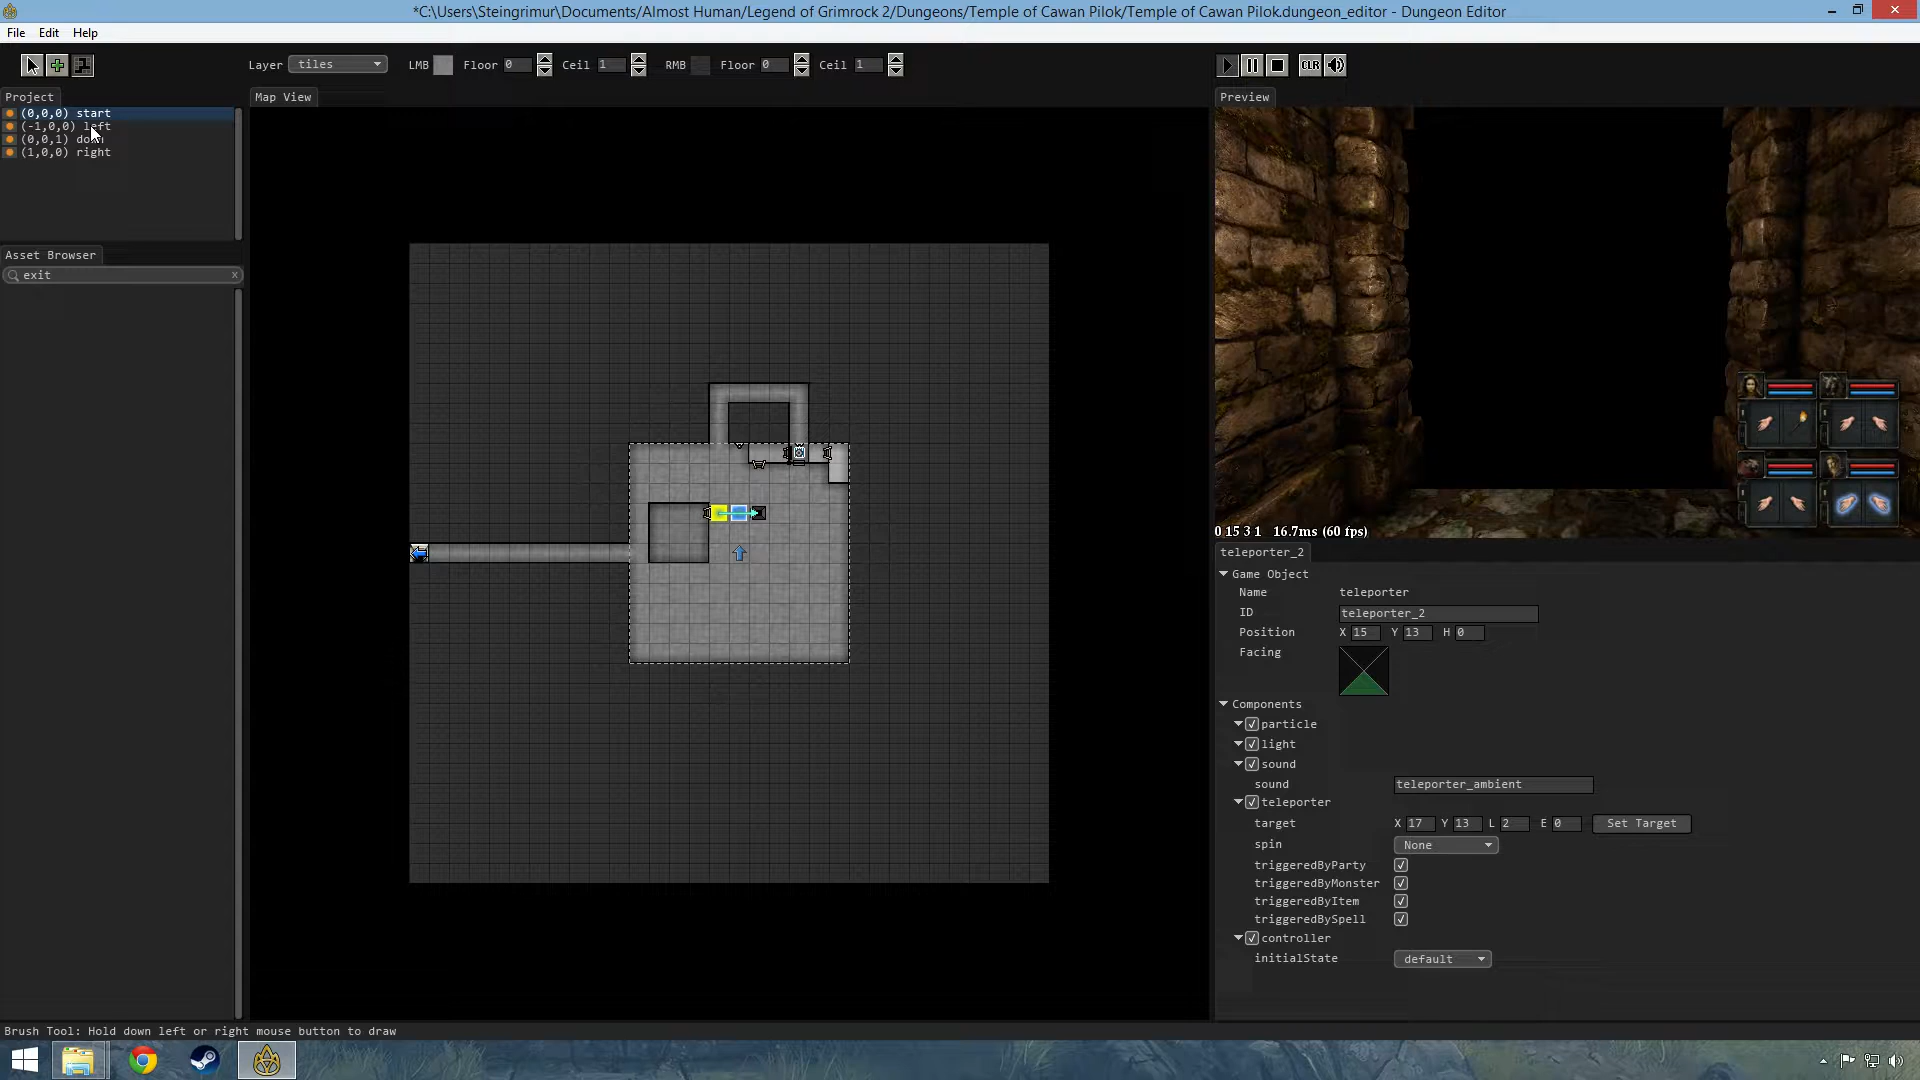 *C:\Users\Steingrimur\Documents/Almost Human/Legend of Grimrock 2/Dungeons/Temple of Cawan Pilok/Temple of Cawan Pilok.dungeon_editor - Dungeon Editor
File Edit Help
Layer tiles LMB Floor 0 Ceil 1 RMB Floor 0 Ceil 1 CLR
Project
(0,0,0) start
(-1,0,0) left
(0,0,1) down
(1,0,0) right
Asset Browser
exit
Map View
Preview
0 15 3 1 16.7ms (60 fps)
teleporter_2
Game Object
Name teleporter
ID teleporter_2
Position X 15 Y 13 H 0
Facing
Components
particle
light
sound
sound teleporter_ambient
teleporter
target X 17 Y 13 L 2 E 0 Set Target
spin None
triggeredByParty
triggeredByMonster
triggeredByItem
triggeredBySpell
controller
initialState default
Brush Tool: Hold down left or right mouse button to draw